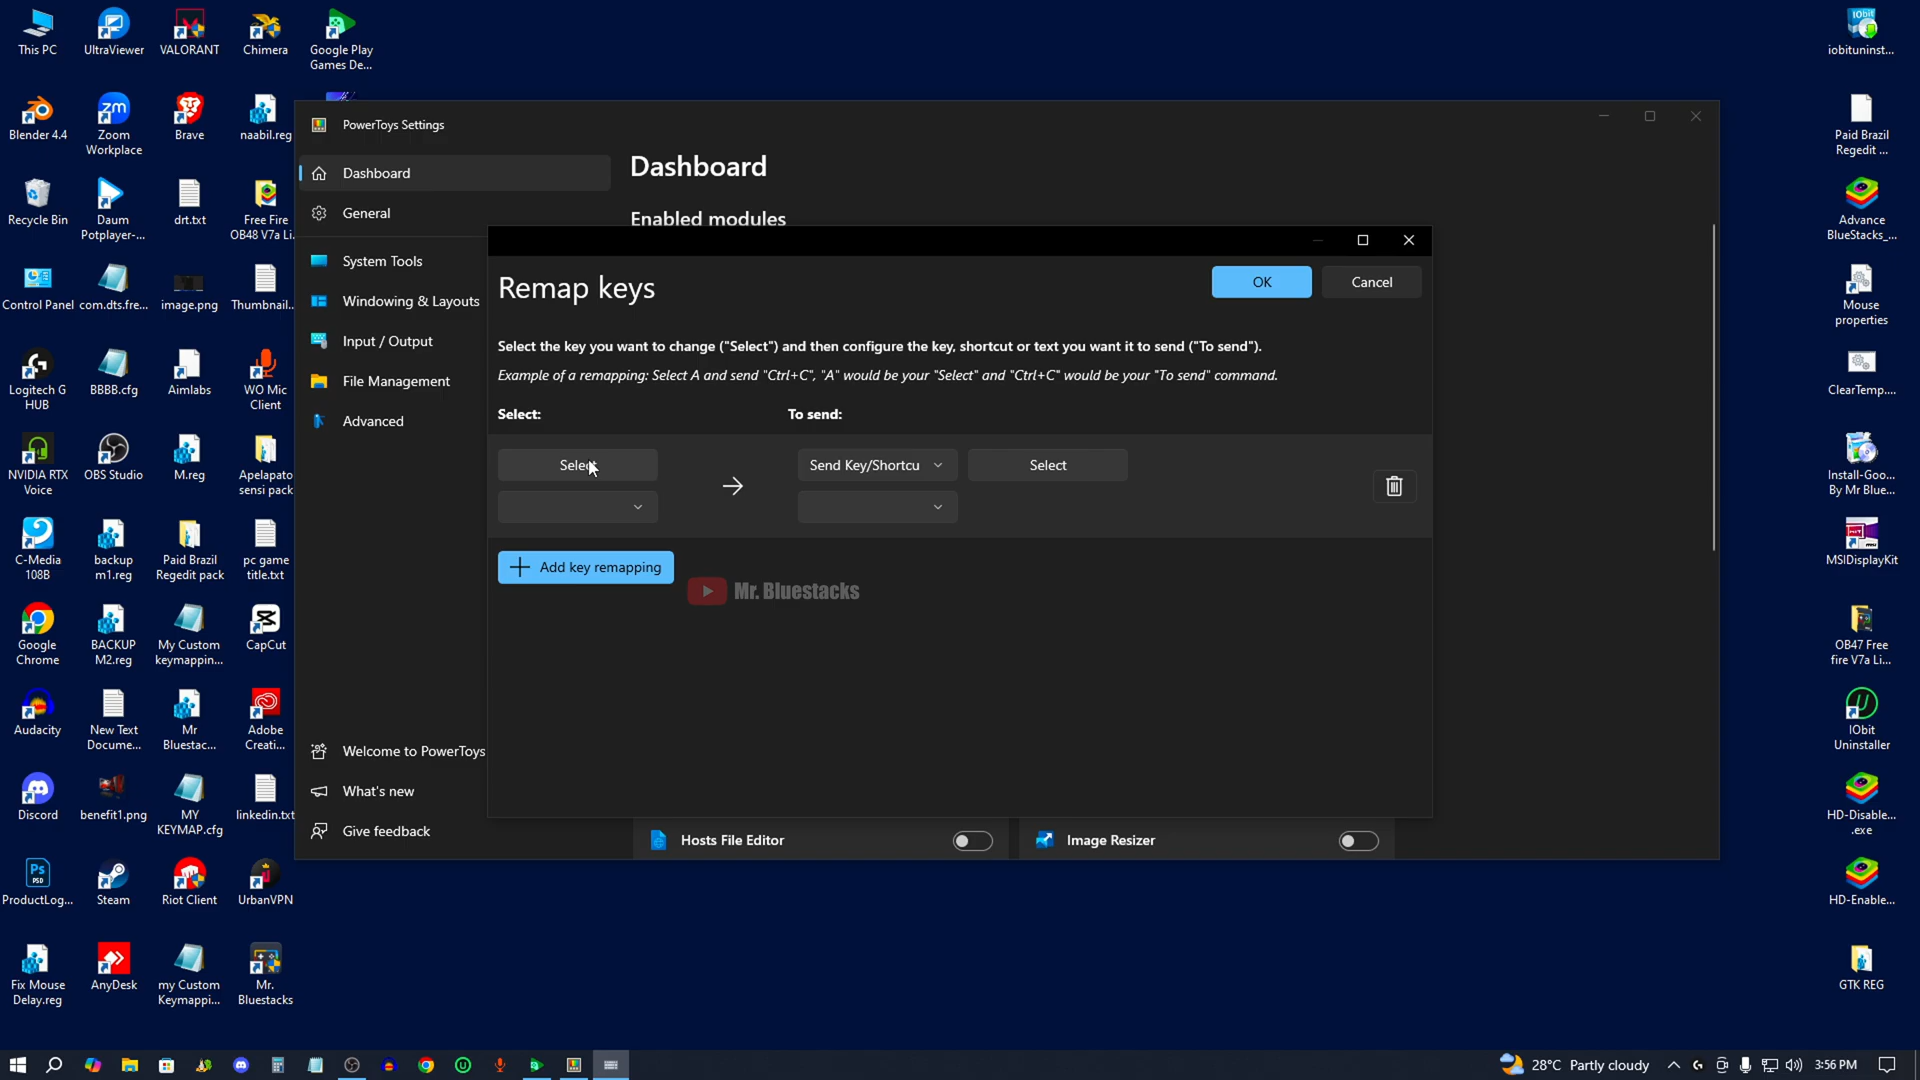 This PC
UltraViewer
VALORANT
Chimera
Google Play
Games De...
Blender 4.4
Zoom
Workplace
Brave
naabil.reg
Recycle Bin
Daum
Potplayer-...
drt.txt
Free Fire
OB48 V7a Li...
Control Panel
com.dts.fre...
image.png
Thumbnail...
Logitech G
HUB
BBBB.cfg
Aimlabs
WO Mic
Client
NVIDIA RTX
Voice
OBS Studio
M.reg
Apelapato
sensi pack
C-Media
108B
backup
m1.reg
Paid Brazil
Regedit pack
pc game
title.txt
Google
Chrome
BACKUP
M2.reg
My Custom
keymappin...
CapCut
Audacity
New Text
Docume...
Mr
Bluestac...
Adobe
Creati...
Discord
benefit1.png
MY
KEYMAP.cfg
linkedin.txt
ProductLog...
Steam
Riot Client
UrbanVPN
Fix Mouse
Delay.reg
AnyDesk
my Custom
Keymappi...
Mr.
Bluestacks
PowerToys Settings
Dashboard
General
System Tools
Windowing & Layouts
Input / Output
File Management
Advanced
Welcome to PowerToys
What's new
Give feedback
Dashboard
Enabled modules
Remap keys
OK
Cancel
Select the key you want to change ("Select") and then configure the key, shortcut or text you want it to send ("To send").
Example of a remapping: Select A and send "Ctrl+C", "A" would be your "Select" and "Ctrl+C" would be your "To send" command.
Select:
To send:
Select
Send Key/Shortcu
Select
Add key remapping
Mr. Bluestacks
Hosts File Editor
Image Resizer
iobituninst...
Paid Brazil
Regedit ...
Advance
BlueStacks_...
Mouse
properties
ClearTemp....
Install-Goo...
By Mr Blue...
MSIDisplayKit
OB47 Free
fire V7a Li...
IObit
Uninstaller
HD-Disable...
.exe
HD-Enable...
GTK REG
28°C Partly cloudy
3:56 PM